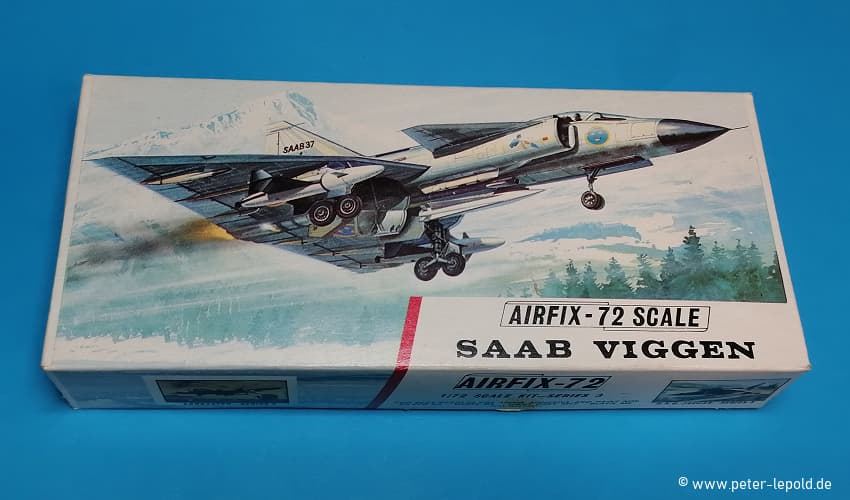 SAAB 37
AIRFIX-72 SCALE
SAAB VIGGEN
AIRFIX-72
1/72 SCALE KIT—SERIES 3
© www.peter-lepold.de